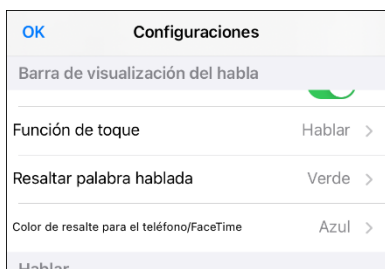 OK Configuraciones
Barra de visualización del habla
Función de toque Hablar >
Resaltar palabra hablada Verde >
Color de resalte para el teléfono/FaceTime Azul >
Hablar